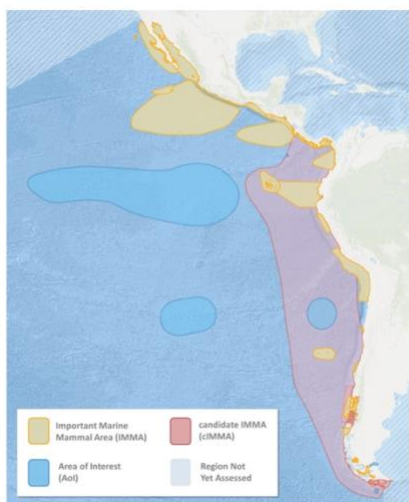 Important Marine
Mammal Area (IMMA)
candidate IMMA
(cIMMA)
Area of Interest
(AoI)
Region Not
Yet Assessed